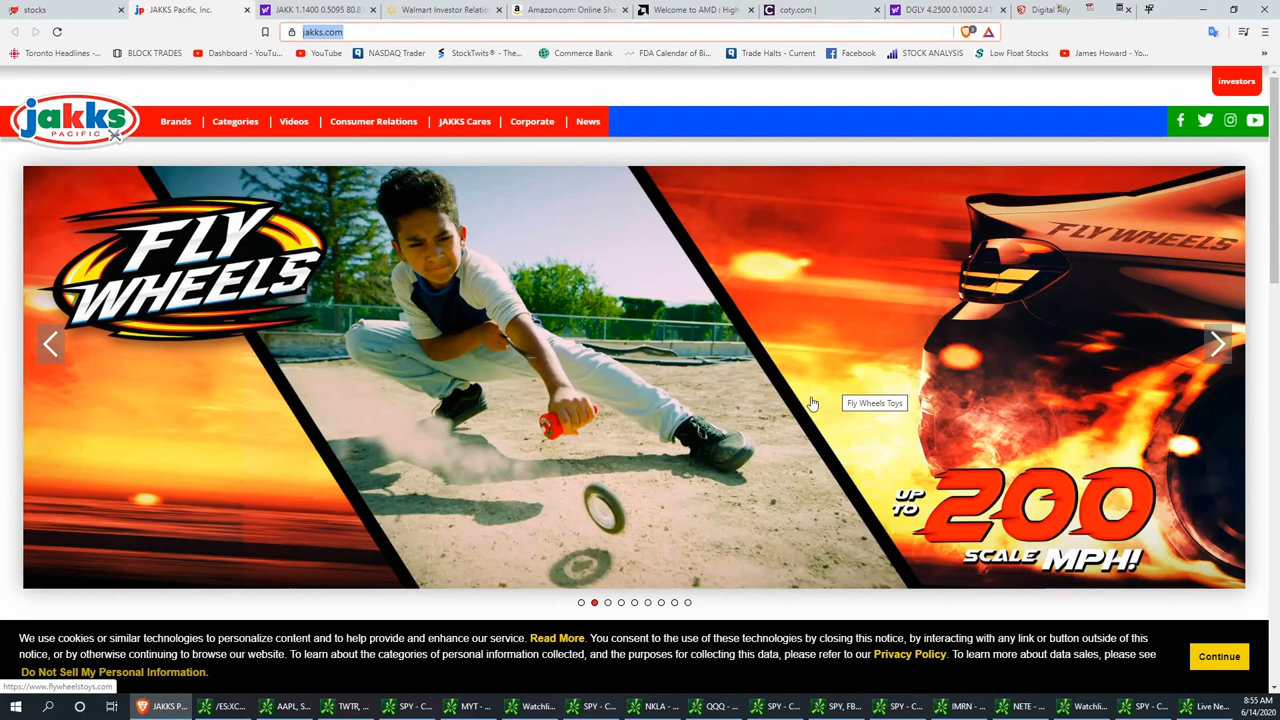 stocks
JAKKS Pacific, Inc.
JAKK 1.1400 0.5095 80.8
Walmart Investor Relatio
Amazon.com: Online Sho
Welcome to AMD | High-
coty.com |
DGLY 4.2500 0.1000 2.41
Digital Ally
jakks.com
Toronto Headlines -...
BLOCK TRADES
Dashboard - YouTu...
YouTube
NASDAQ Trader
StockTwits® - The...
Commerce Bank
FDA Calendar of Bi...
Trade Halts - Current
Facebook
STOCK ANALYSIS
Low Float Stocks
James Howard - Yo...
investors
jakks
PACIFIC
Brands
Categories
Videos
Consumer Relations
JAKKS Cares
Corporate
News
FLY
WHEELS
FLYWHEELS
Fly Wheels Toys
UP TO 200
SCALE MPH!
We use cookies or similar technologies to personalize content and to help provide and enhance our service. Read More. You consent to the use of these technologies by closing this notice, by interacting with any link or button outside of this
notice, or by otherwise continuing to browse our website. To learn about the categories of personal information collected, and the purposes for collecting this data, please refer to our Privacy Policy. To learn more about data sales, please see
Do Not Sell My Personal Information.
Continue
https://www.flywheelstoys.com
JAKKS P...
/ES:XC...
AAPL, S...
TWTR, ...
SPY - C...
MYT - ...
Watchli...
SPY - C...
NKLA - ...
QQQ - ...
SPY - C...
SPY, FB...
SPY - C...
IMRN - ...
NETE - ...
Watchli...
SPY - C...
Live Ne...
8:55 AM
6/14/2020